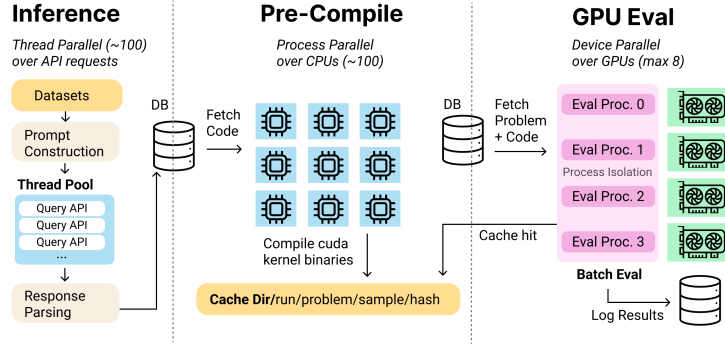 Inference
Thread Parallel (~100)
over API requests
Datasets
Prompt
Construction
Thread Pool
Query API
Query API
Query API
...
Response
Parsing
DB
Pre-Compile
Process Parallel
over CPUs (~100)
Fetch
Code
Compile cuda
kernel binaries
Cache Dir/run/problem/sample/hash
DB
GPU Eval
Device Parallel
over GPUs (max 8)
Fetch
Problem
+ Code
Eval Proc. 0
Eval Proc. 1
Process Isolation
Eval Proc. 2
Eval Proc. 3
Cache hit
Batch Eval
Log Results